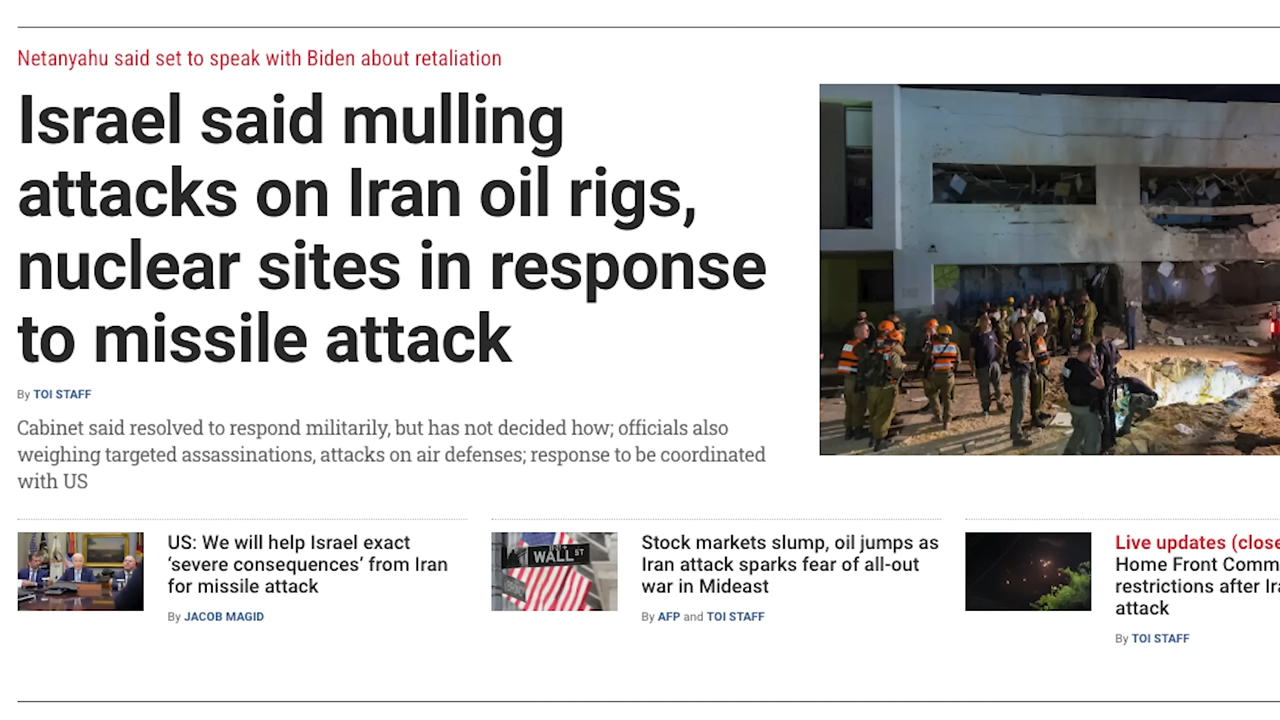 Netanyahu said set to speak with Biden about retaliation
Israel said mulling
attacks on Iran oil rigs,
nuclear sites in response
to missile attack
By TOI STAFF
Cabinet said resolved to respond militarily, but has not decided how; officials also
weighing targeted assassinations, attacks on air defenses; response to be coordinated
with US
US: We will help Israel exact
‘severe consequences’ from Iran
for missile attack
By JACOB MAGID
WALL ST
Stock markets slump, oil jumps as
Iran attack sparks fear of all-out
war in Mideast
By AFP and TOI STAFF
Live updates (close
Home Front Comm
restrictions after Ira
attack
By TOI STAFF